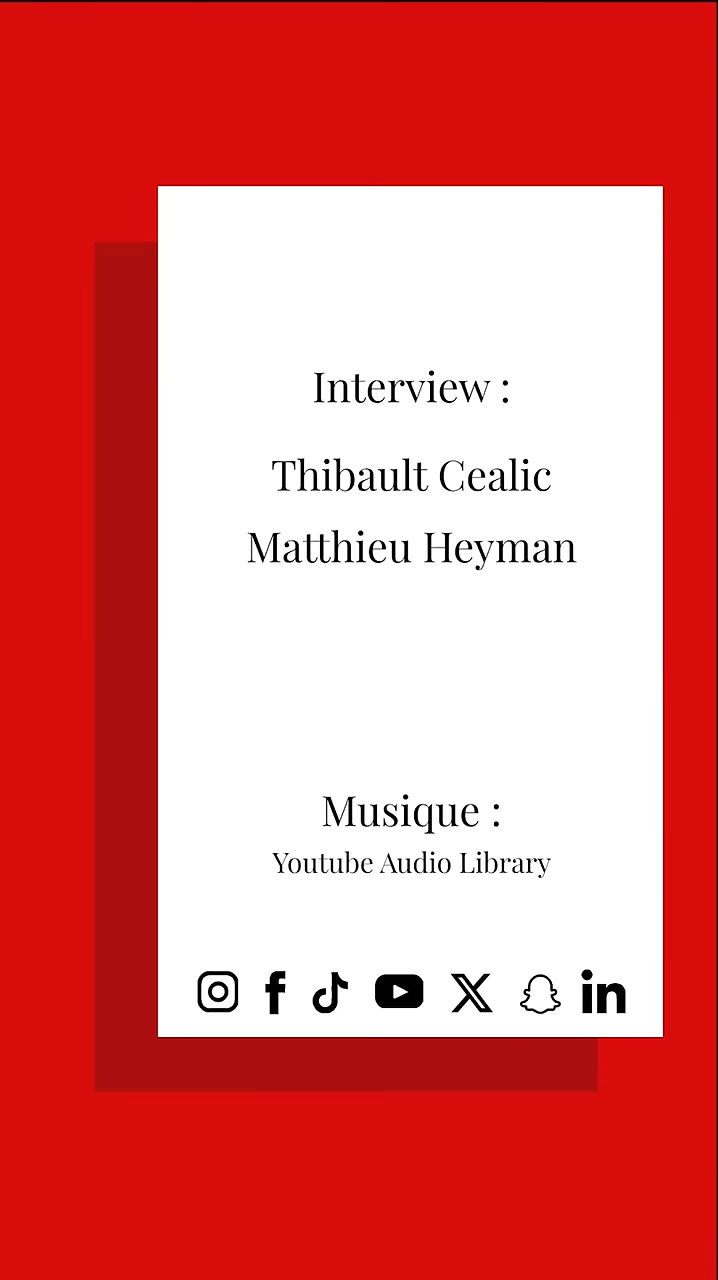 Interview :
Thibault Cealic
Matthieu Heyman
Musique :
Youtube Audio Library